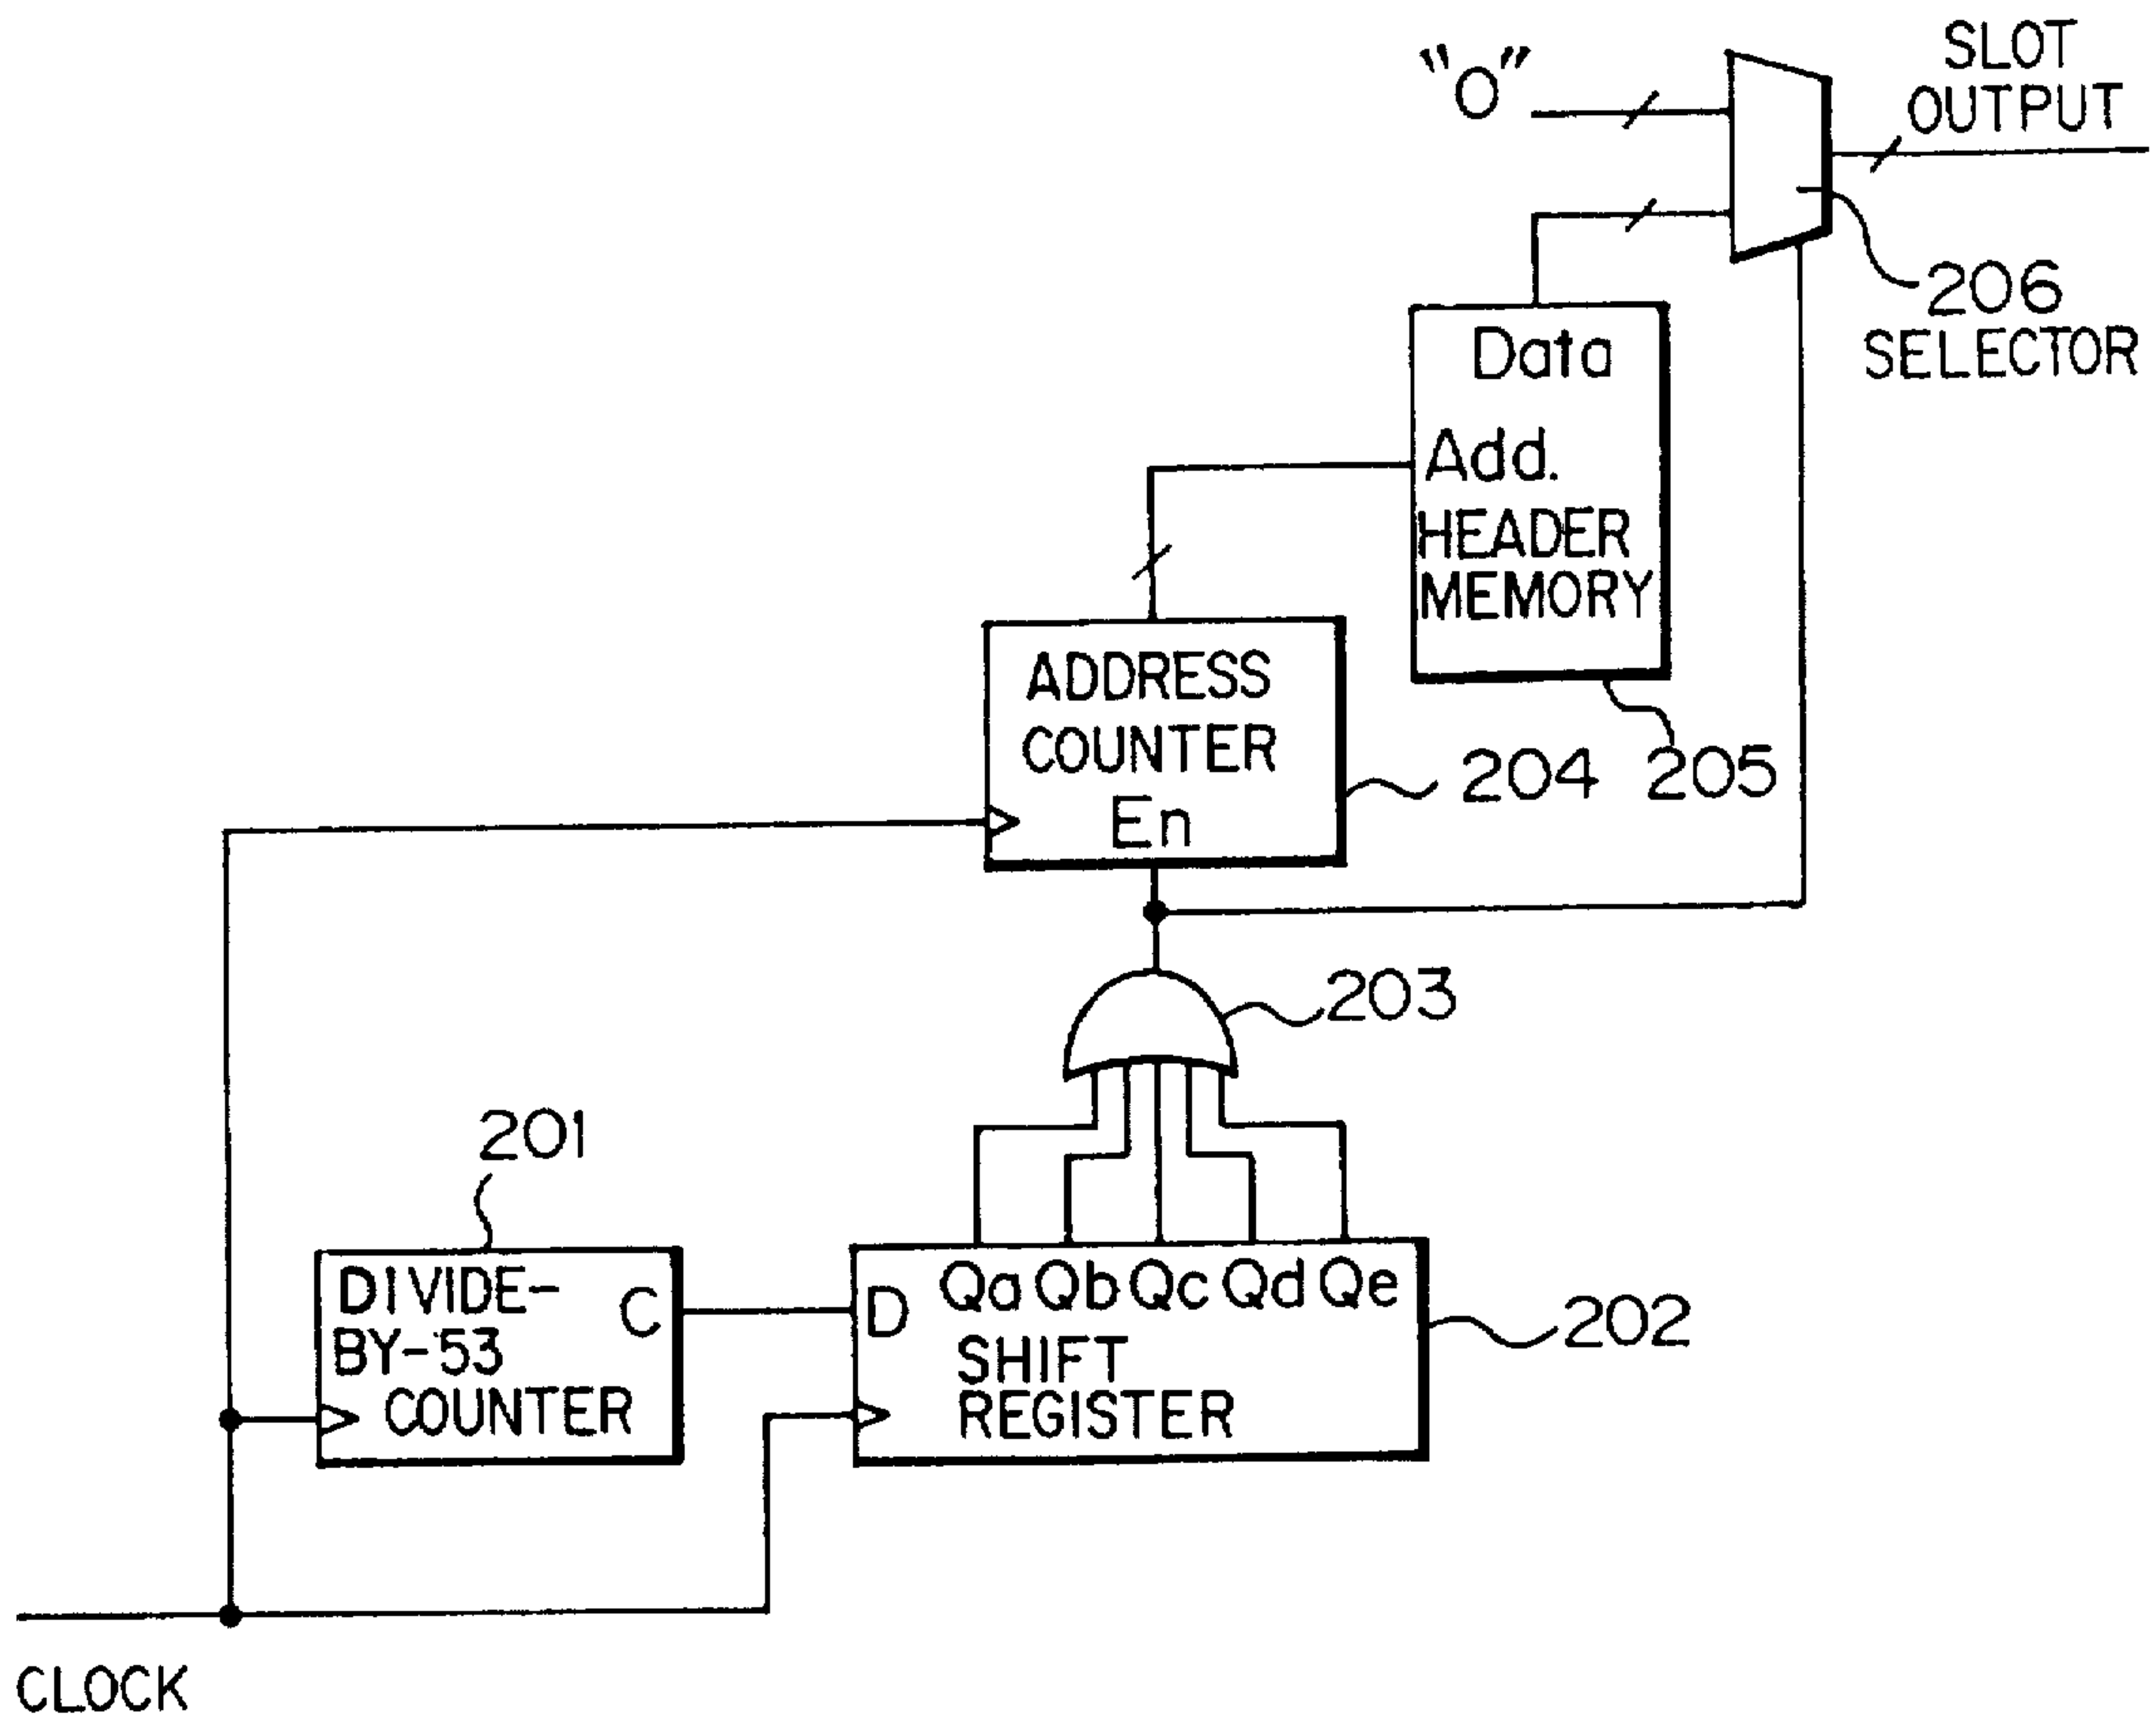 "0"
SLOT
OUTPUT
206
SELECTOR
Data
Add.
HEADER
MEMORY
205
ADDRESS
COUNTER
En
204
203
201
DIVIDE-
BY-53
COUNTER
C
D
Qa Qb Qc Qd Qe
SHIFT
REGISTER
202
CLOCK